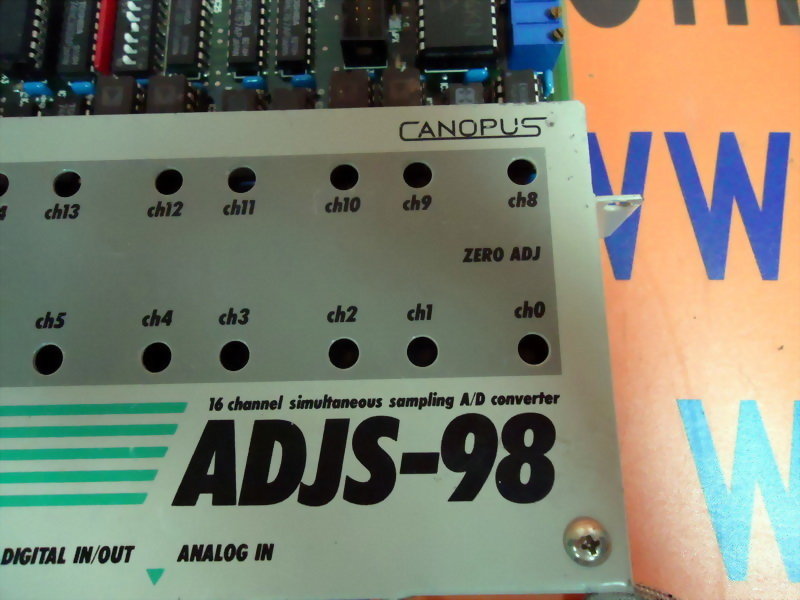 CANOPUS
ch13 ch12 ch11 ch10 ch9 ch8
ZERO ADJ
ch5 ch4 ch3 ch2 ch1 ch0
16 channel simultaneous sampling A/D converter
ADJS-98
DIGITAL IN/OUT ANALOG IN
WW
W